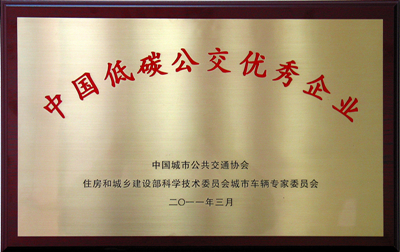 中国低碳公交优秀企业
中国城市公共交通协会
住房和城乡建设部科学技术委员会城市车辆专家委员会
二〇一一年三月